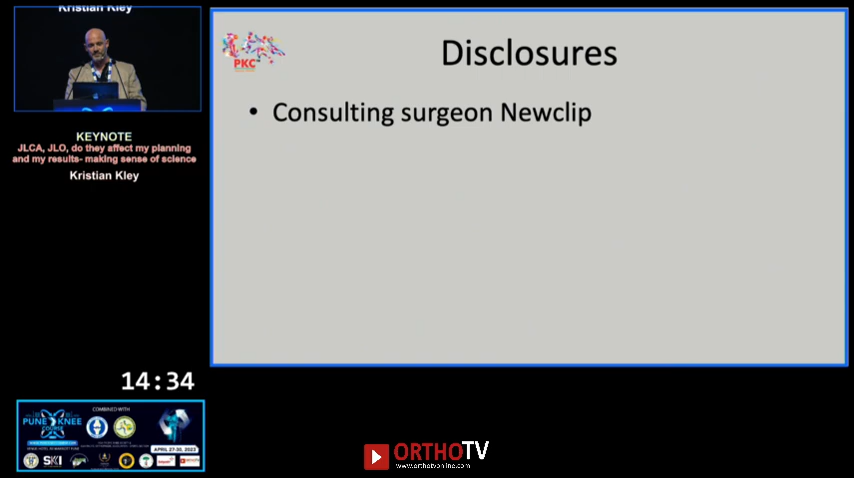 Kristian Kley
KEYNOTE
JLCA, JLO, do they affect my planning
and my results- making sense of science
Kristian Kley
14:34
PKC
Disclosures
• Consulting surgeon Newclip
COMBINED WITH
PUNE KNEE
COURSE
APRIL 27-30, 2023
SKI
ORTHOTV
www.orthotvonline.com